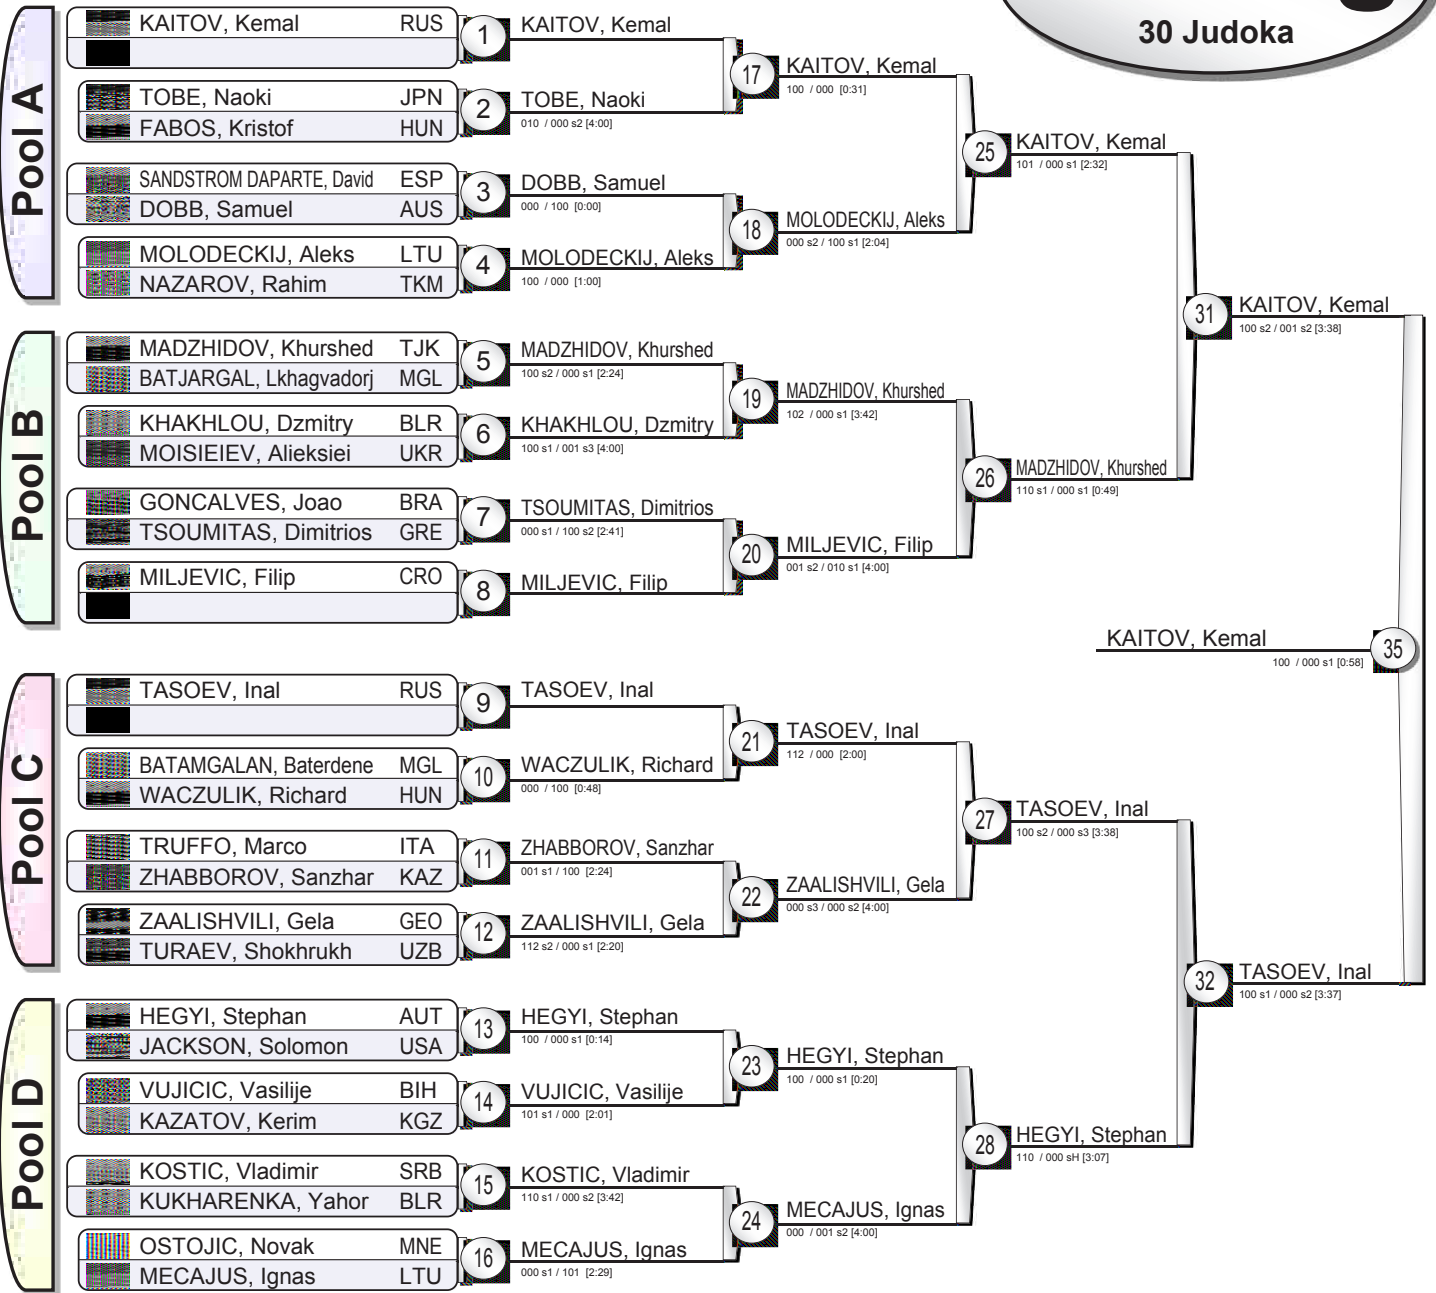 30 Judoka
Pool A
KAITOV, Kemal RUS
1
KAITOV, Kemal
TOBE, Naoki JPN
FABOS, Kristof HUN
2
TOBE, Naoki
010 / 000 s2 [4:00]
17
KAITOV, Kemal
100 / 000 [0:31]
SANDSTROM DAPARTE, David ESP
DOBB, Samuel AUS
3
DOBB, Samuel
000 / 100 [0:00]
MOLODECKIJ, Aleks LTU
NAZAROV, Rahim TKM
4
MOLODECKIJ, Aleks
100 / 000 [1:00]
18
MOLODECKIJ, Aleks
000 s2 / 100 s1 [2:04]
25
KAITOV, Kemal
101 / 000 s1 [2:32]
Pool B
MADZHIDOV, Khurshed TJK
BATJARGAL, Lkhagvadorj MGL
5
MADZHIDOV, Khurshed
100 s2 / 000 s1 [2:24]
KHAKHLOU, Dzmitry BLR
MOISIEIEV, Alieksiei UKR
6
KHAKHLOU, Dzmitry
100 s1 / 001 s3 [4:00]
19
MADZHIDOV, Khurshed
102 / 000 s1 [3:42]
GONCALVES, Joao BRA
TSOUMITAS, Dimitrios GRE
7
TSOUMITAS, Dimitrios
000 s1 / 100 s2 [2:41]
MILJEVIC, Filip CRO
8
MILJEVIC, Filip
20
MILJEVIC, Filip
001 s2 / 010 s1 [4:00]
26
MADZHIDOV, Khurshed
110 s1 / 000 s1 [0:49]
31
KAITOV, Kemal
100 s2 / 001 s2 [3:38]
KAITOV, Kemal
100 / 000 s1 [0:58]
35
Pool C
TASOEV, Inal RUS
9
TASOEV, Inal
BATAMGALAN, Baterdene MGL
WACZULIK, Richard HUN
10
WACZULIK, Richard
000 / 100 [0:48]
21
TASOEV, Inal
112 / 000 [2:00]
TRUFFO, Marco ITA
ZHABBOROV, Sanzhar KAZ
11
ZHABBOROV, Sanzhar
001 s1 / 100 [2:24]
ZAALISHVILI, Gela GEO
TURAEV, Shokhrukh UZB
12
ZAALISHVILI, Gela
112 s2 / 000 s1 [2:20]
22
ZAALISHVILI, Gela
000 s3 / 000 s2 [4:00]
27
TASOEV, Inal
100 s2 / 000 s3 [3:38]
Pool D
HEGYI, Stephan AUT
JACKSON, Solomon USA
13
HEGYI, Stephan
100 / 000 s1 [0:14]
VUJICIC, Vasilije BIH
KAZATOV, Kerim KGZ
14
VUJICIC, Vasilije
101 s1 / 000 [2:01]
23
HEGYI, Stephan
100 / 000 s1 [0:20]
KOSTIC, Vladimir SRB
KUKHARENKA, Yahor BLR
15
KOSTIC, Vladimir
110 s1 / 000 s2 [3:42]
OSTOJIC, Novak MNE
MECAJUS, Ignas LTU
16
MECAJUS, Ignas
000 s1 / 101 [2:29]
24
MECAJUS, Ignas
000 / 001 s2 [4:00]
28
HEGYI, Stephan
110 / 000 sH [3:07]
32
TASOEV, Inal
100 s1 / 000 s2 [3:37]